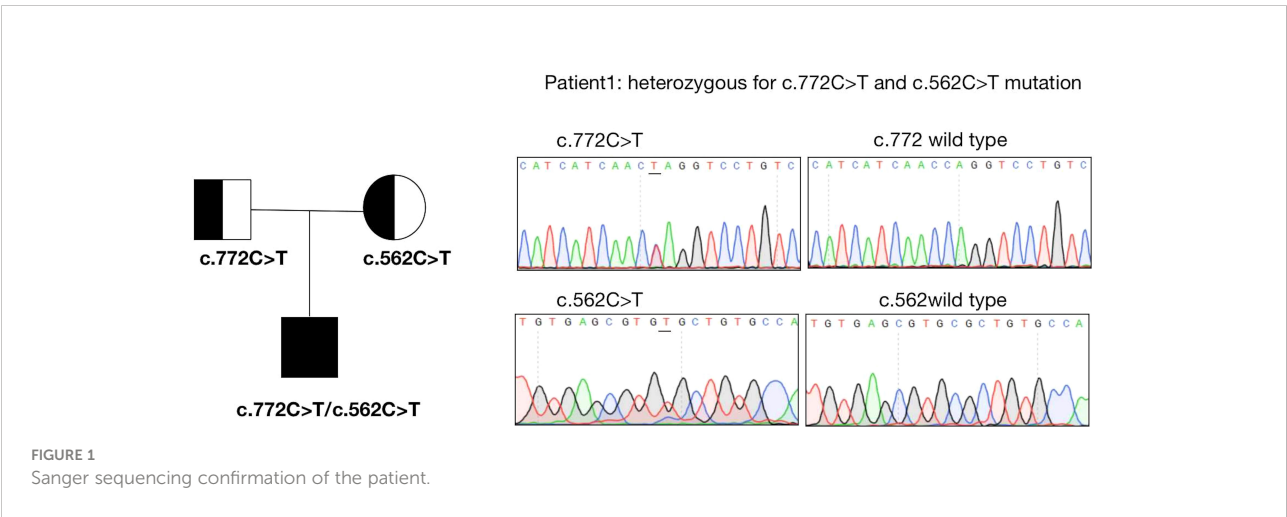 Patient1: heterozygous for c.772C>T and c.562C>T mutation
c.772C>T
c.772 wild type
CATCATCAACTAGGTCCTGTC
CATCATCAACCAGGTCCTGTC
c.772C>T
c.562C>T
c.562C>T
c.562wild type
TGTGAGCGTGTGCTGTGCCA
TGTGAGCGTGCGCTGTGCCA
c.772C>T/c.562C>T
FIGURE 1
Sanger sequencing confirmation of the patient.